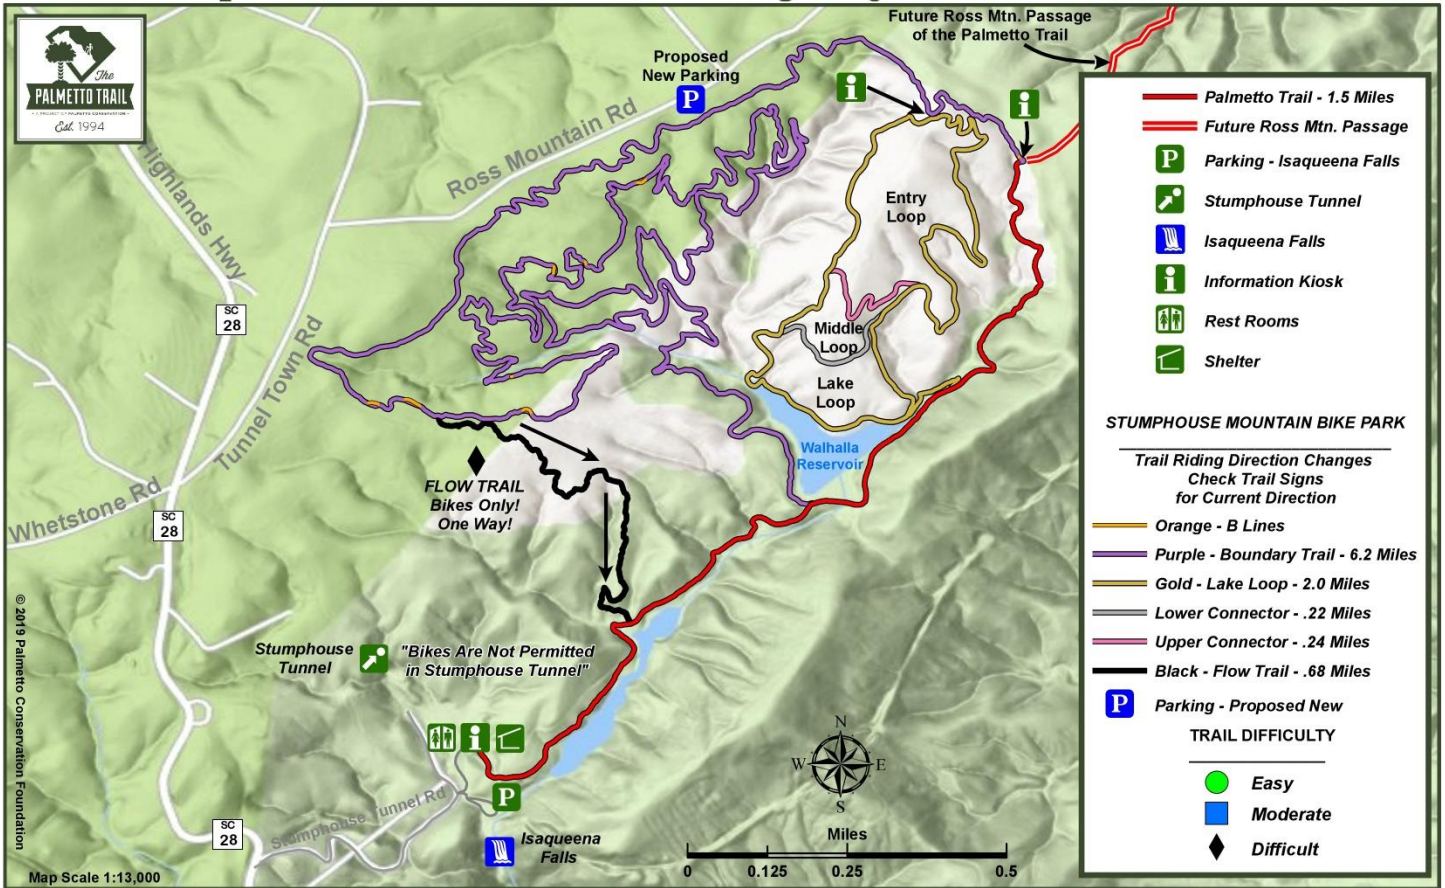 The
PALMETTO TRAIL
Est. 1994
Future Ross Mtn. Passage
of the Palmetto Trail
Proposed
New Parking
P
i
i
Highlands Hwy
Ross Mountain Rd
Entry
Loop
SC
28
Tunnel Town Rd
Middle
Loop
Lake
Loop
Walhalla
Reservoir
FLOW TRAIL
Bikes Only!
One Way!
Whetstone Rd
SC
28
Stumphouse
Tunnel
"Bikes Are Not Permitted
in Stumphouse Tunnel"
i
P
Stumphouse Tunnel Rd
SC
28
Isaqueena
Falls
N
W
E
S
Miles
0
0.125
0.25
0.5
© 2019 Palmetto Conservation Foundation
Map Scale 1:13,000
Palmetto Trail - 1.5 Miles
Future Ross Mtn. Passage
P Parking - Isaqueena Falls
Stumphouse Tunnel
Isaqueena Falls
i Information Kiosk
Rest Rooms
Shelter
STUMPHOUSE MOUNTAIN BIKE PARK
Trail Riding Direction Changes
Check Trail Signs
for Current Direction
Orange - B Lines
Purple - Boundary Trail - 6.2 Miles
Gold - Lake Loop - 2.0 Miles
Lower Connector - .22 Miles
Upper Connector - .24 Miles
Black - Flow Trail - .68 Miles
P Parking - Proposed New
TRAIL DIFFICULTY
Easy
Moderate
Difficult